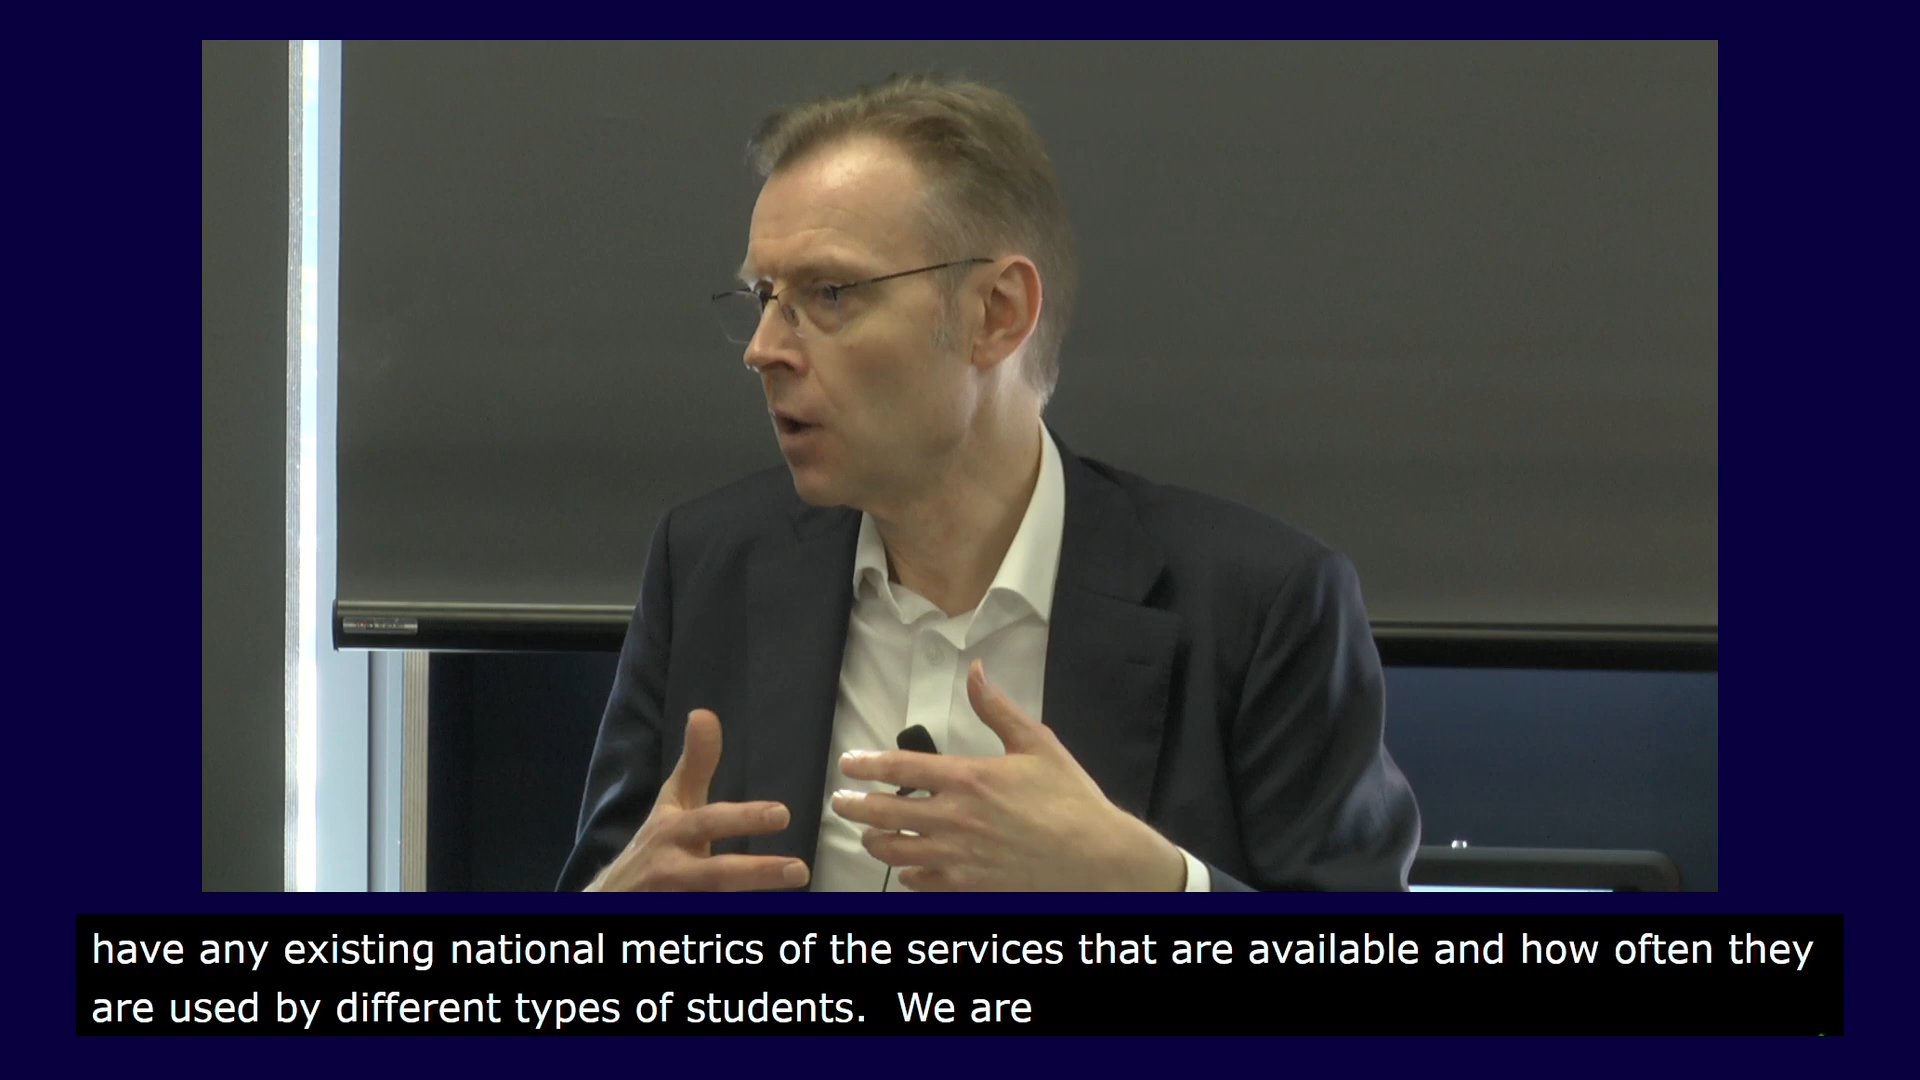 have any existing national metrics of the services that are available and how often they
are used by different types of students.  We are